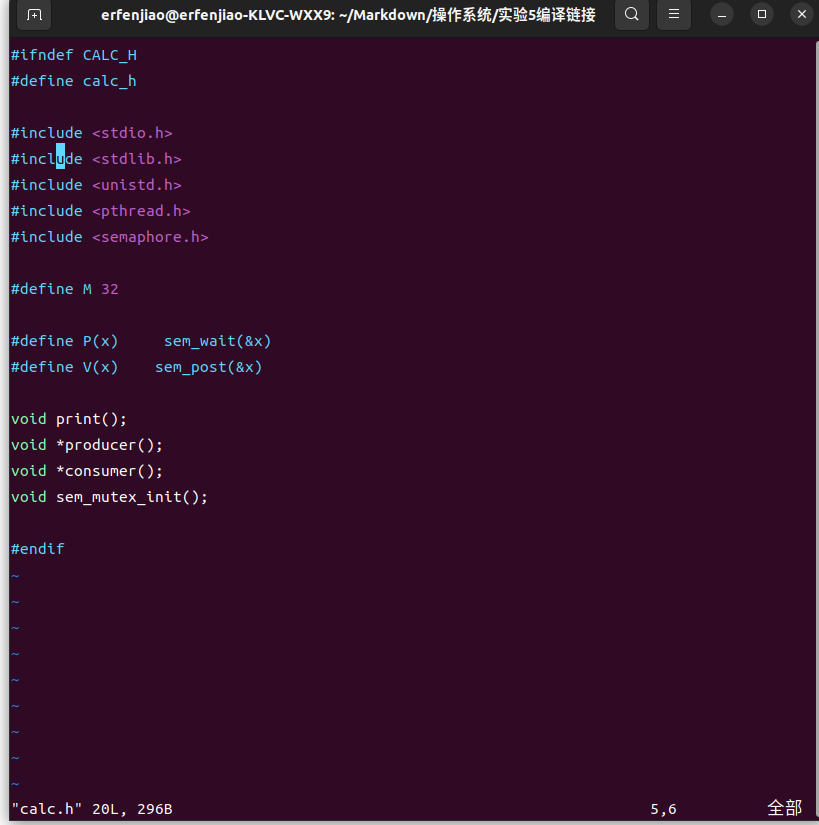 erfenjiao@erfenjiao-KLVC-WXX9: ~/Markdown/操作系统/实验5编译链接
#ifndef CALC_H
#define calc_h
#include <stdio.h>
#include <stdlib.h>
#include <unistd.h>
#include <pthread.h>
#include <semaphore.h>
#define M 32
#define P(x)     sem_wait(&x)
#define V(x)    sem_post(&x)
void print();
void *producer();
void *consumer();
void sem_mutex_init();
#endif
~
~
~
~
~
~
~
~
~
"calc.h" 20L, 296B 5,6 全部